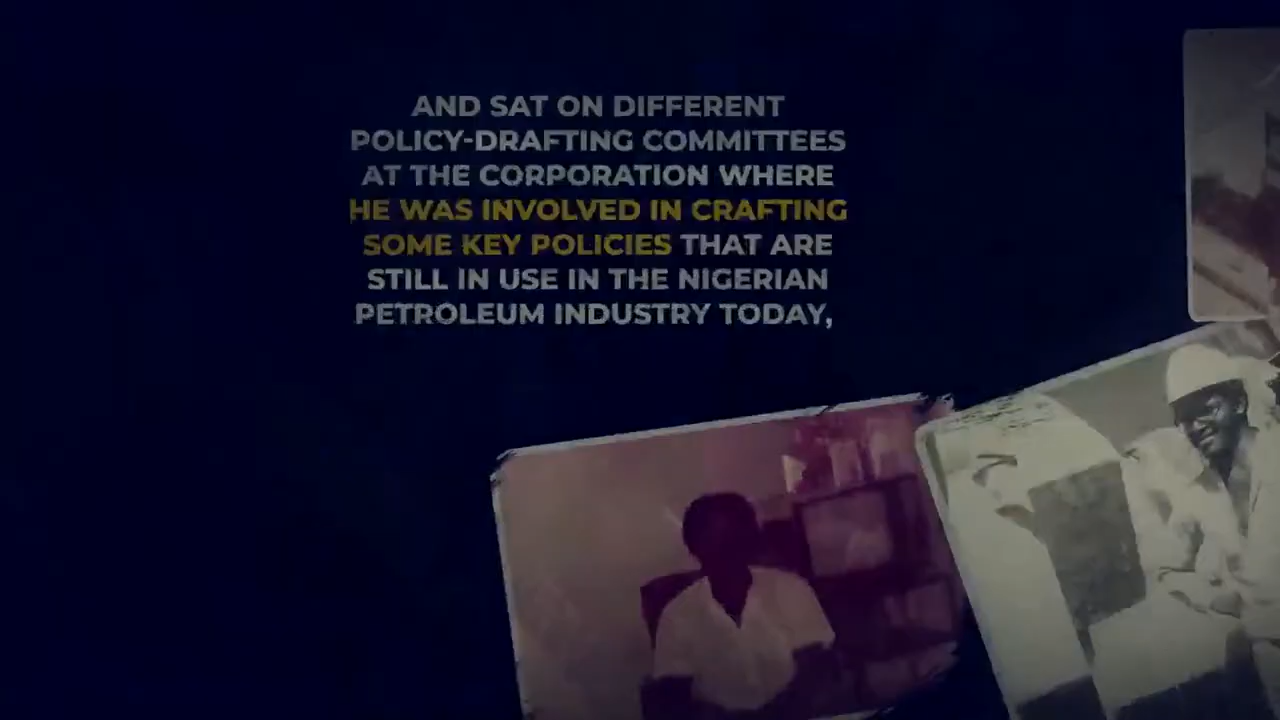 AND SAT ON DIFFERENT
POLICY-DRAFTING COMMITTEES
AT THE CORPORATION WHERE
HE WAS INVOLVED IN CRAFTING
SOME KEY POLICIES THAT ARE
STILL IN USE IN THE NIGERIAN
PETROLEUM INDUSTRY TODAY,